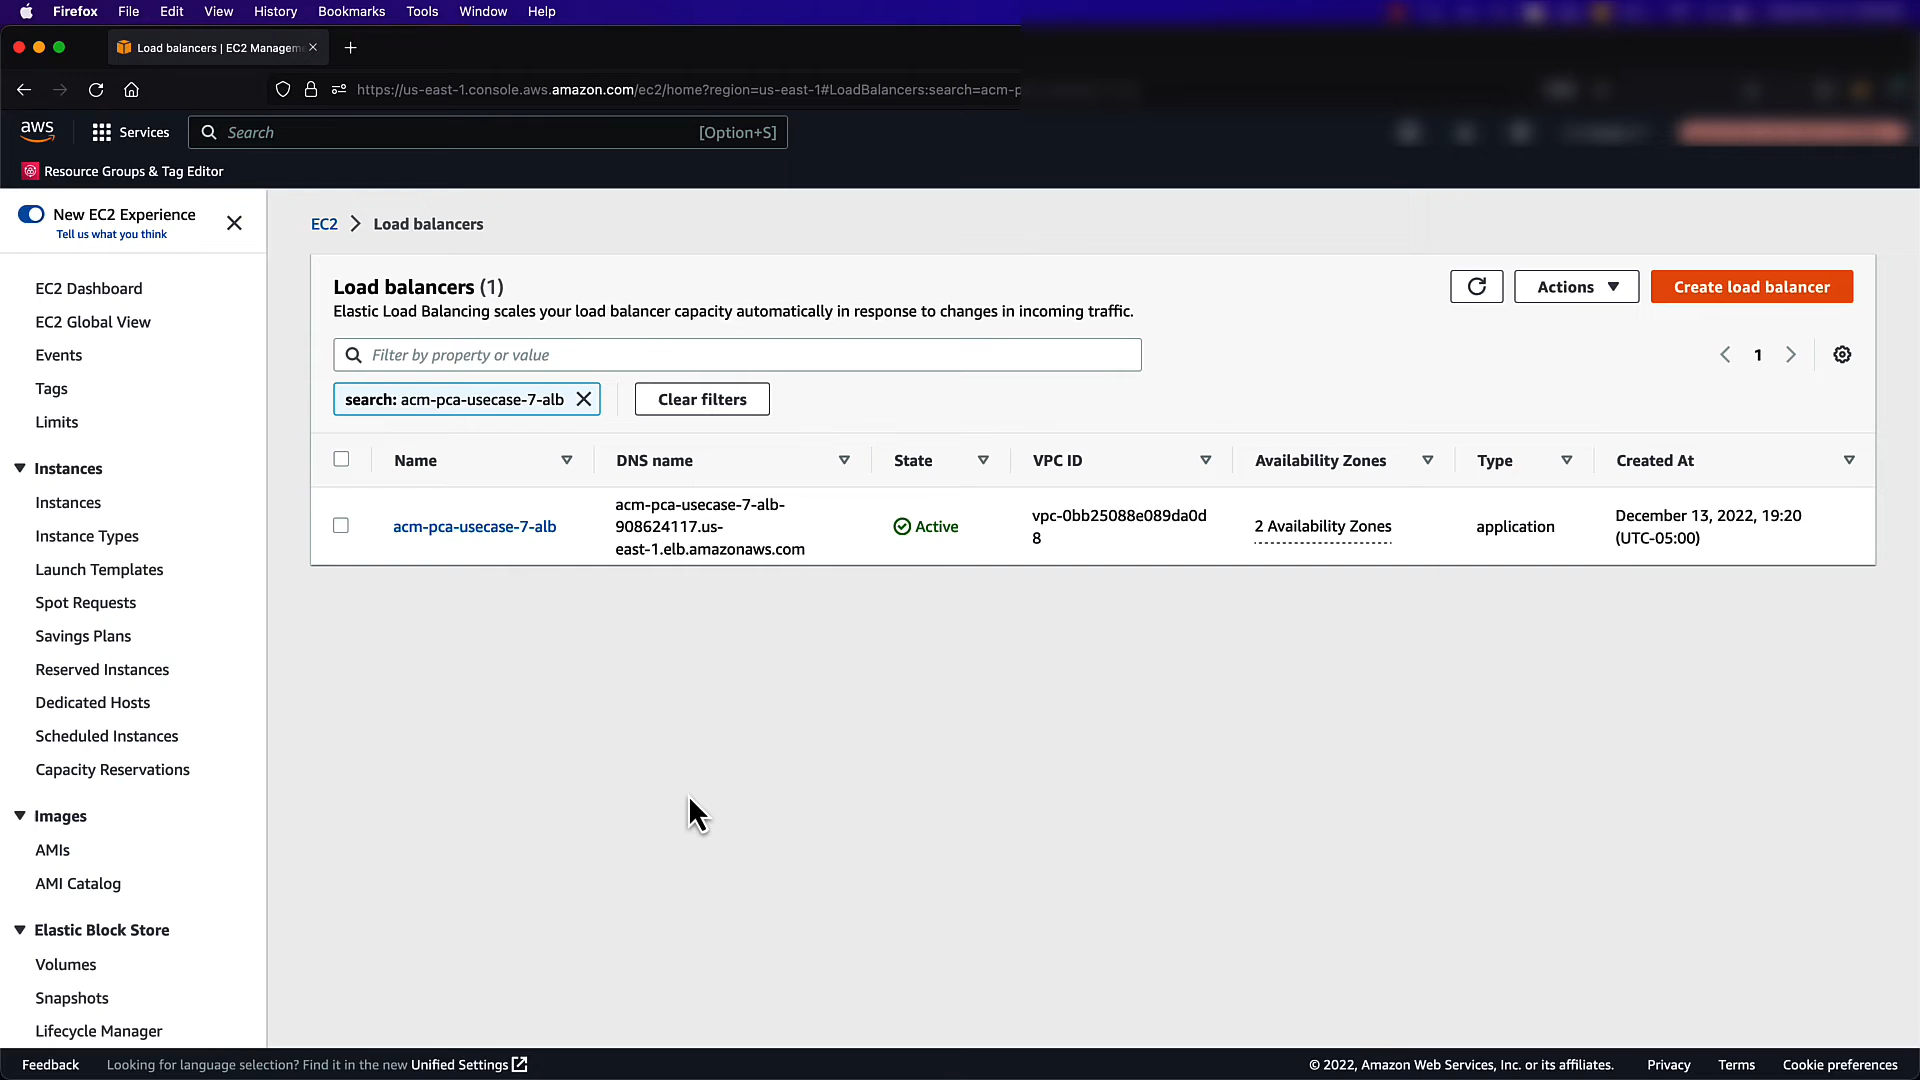 Firefox File Edit View History Bookmarks Tools Window Help
Load balancers | EC2 Managem
https://us-east-1.console.aws.amazon.com/ec2/home?region=us-east-1#LoadBalancers:search=acm-p
aws Services Search [Option+S]
Resource Groups & Tag Editor
New EC2 Experience
Tell us what you think
EC2 Dashboard
EC2 Global View
Events
Tags
Limits
Instances
Instances
Instance Types
Launch Templates
Spot Requests
Savings Plans
Reserved Instances
Dedicated Hosts
Scheduled Instances
Capacity Reservations
Images
AMIs
AMI Catalog
Elastic Block Store
Volumes
Snapshots
Lifecycle Manager
EC2 > Load balancers
Load balancers (1)
Elastic Load Balancing scales your load balancer capacity automatically in response to changes in incoming traffic.
Actions Create load balancer
Filter by property or value
1
search: acm-pca-usecase-7-alb Clear filters
Name DNS name State VPC ID Availability Zones Type Created At
acm-pca-usecase-7-alb
acm-pca-usecase-7-alb-
908624117.us-
east-1.elb.amazonaws.com
Active
vpc-0bb25088e089da0d
8
2 Availability Zones
application
December 13, 2022, 19:20
(UTC-05:00)
Feedback Looking for language selection? Find it in the new Unified Settings © 2022, Amazon Web Services, Inc. or its affiliates. Privacy Terms Cookie preferences